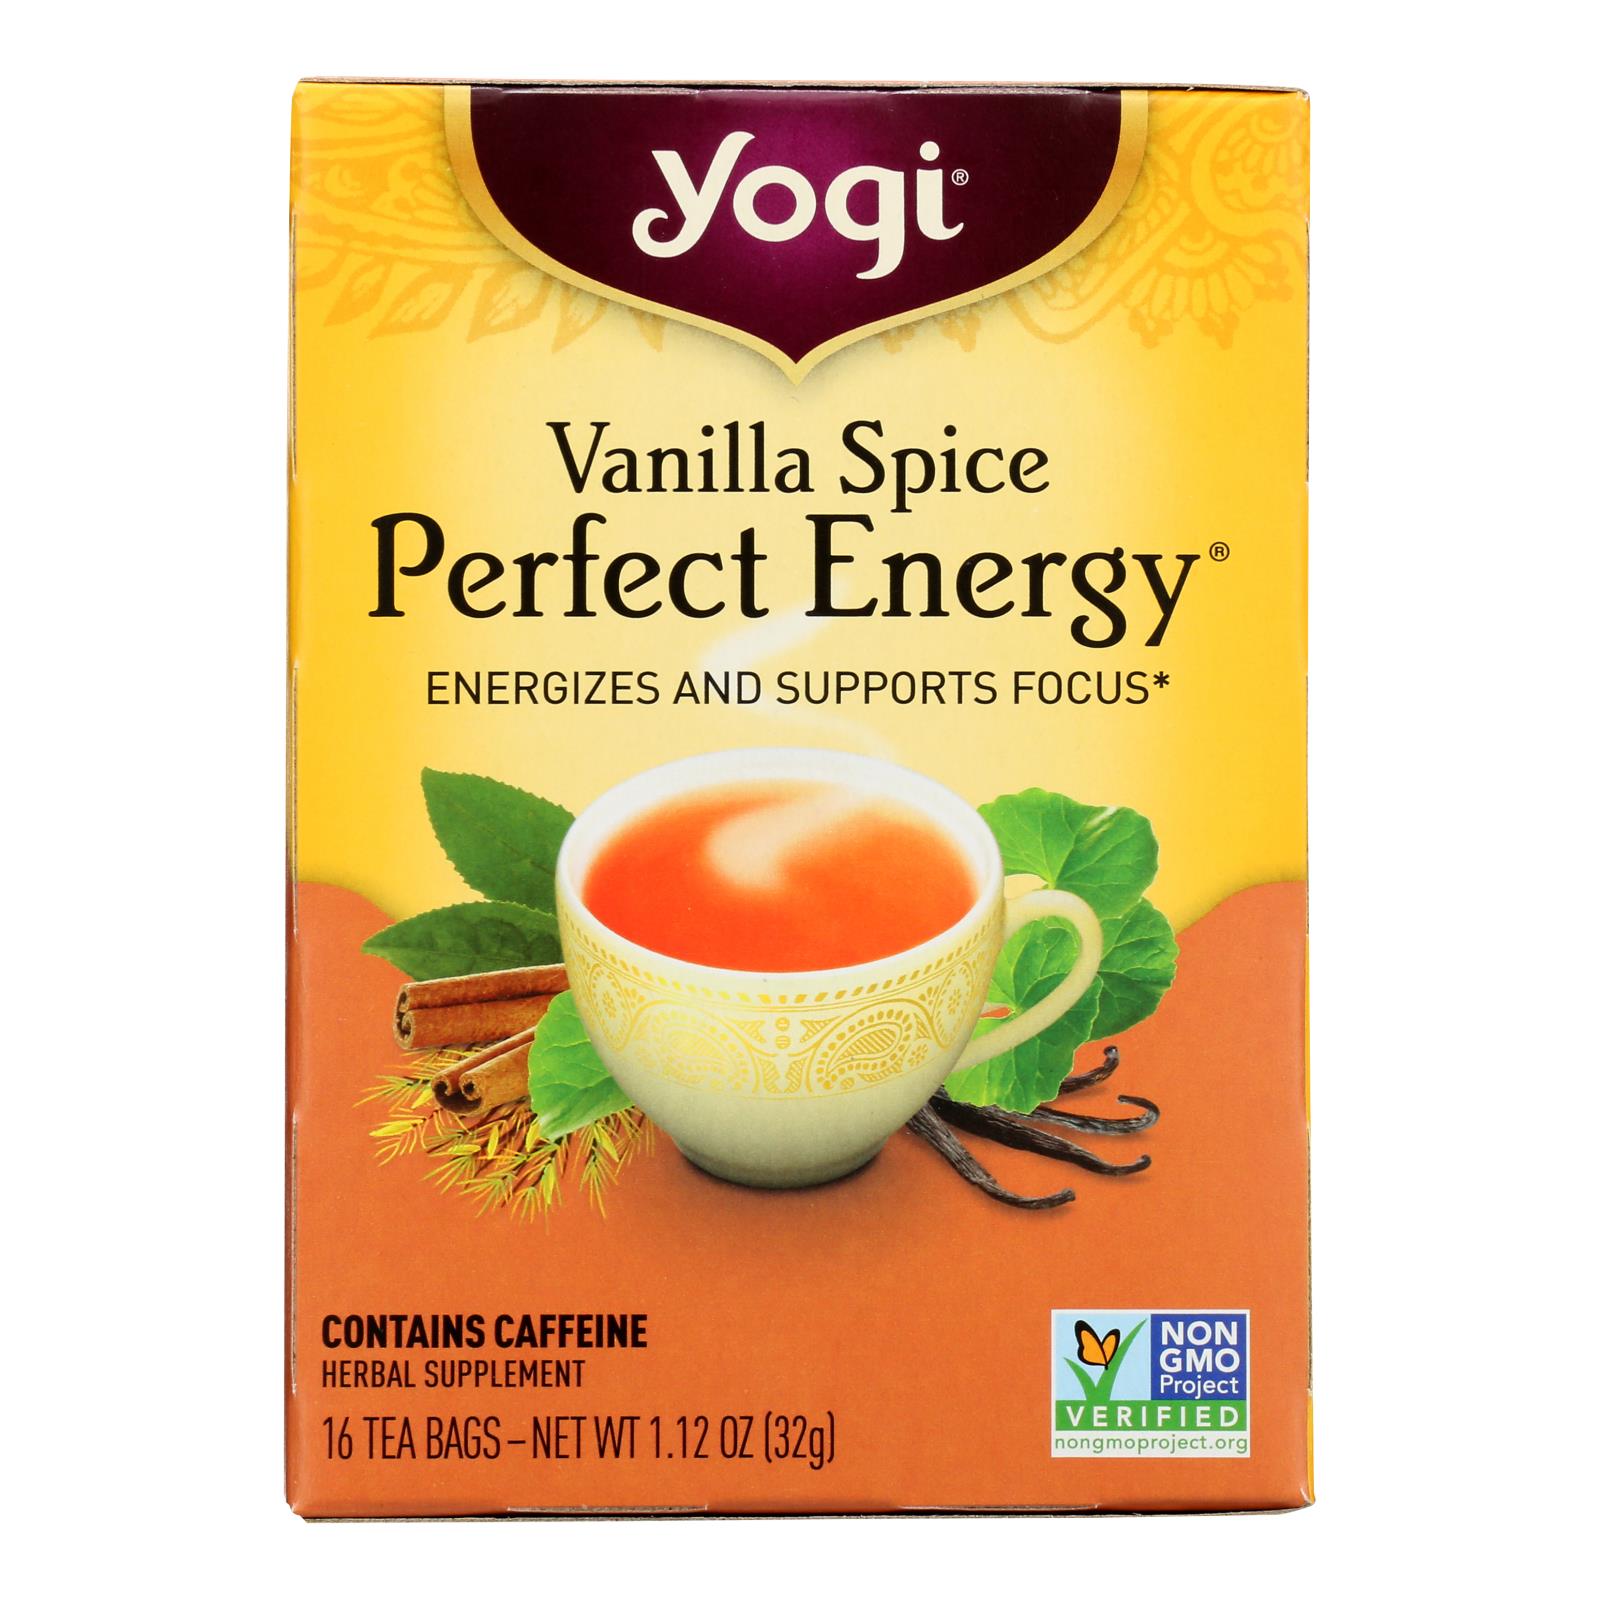 yogi®
Vanilla Spice
Perfect Energy®
ENERGIZES AND SUPPORTS FOCUS*
CONTAINS CAFFEINE
HERBAL SUPPLEMENT
16 TEA BAGS – NET WT 1.12 OZ (32g)
NON
GMO
Project
VERIFIED
nongmoproject.org